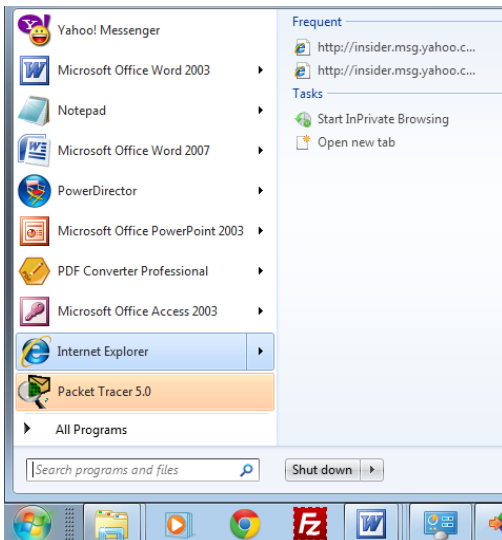 Yahoo! Messenger
Microsoft Office Word 2003
Notepad
Microsoft Office Word 2007
PowerDirector
Microsoft Office PowerPoint 2003
PDF Converter Professional
Microsoft Office Access 2003
Internet Explorer
Packet Tracer 5.0
All Programs
Search programs and files
Frequent
http://insider.msg.yahoo.c...
http://insider.msg.yahoo.c...
Tasks
Start InPrivate Browsing
Open new tab
Shut down